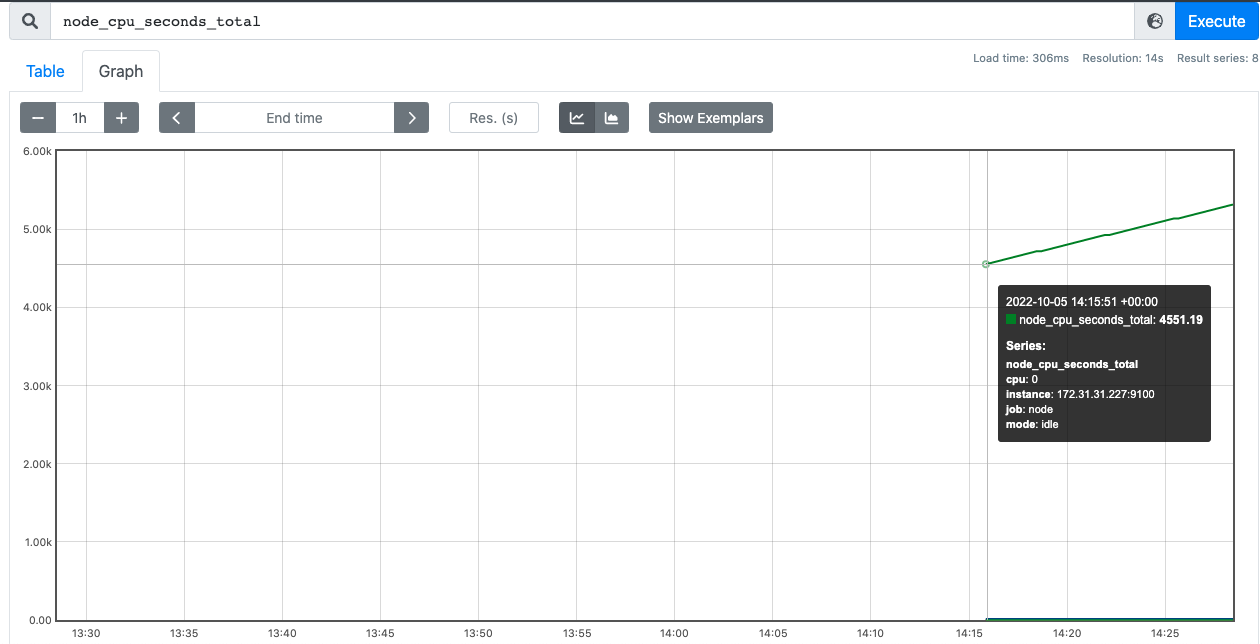 node_cpu_seconds_total
Execute
Load time: 306ms Resolution: 14s Result series: 8
Table Graph
1h End time Res. (s) Show Exemplars
6.00k
5.00k
4.00k
3.00k
2.00k
1.00k
0.00
2022-10-05 14:15:51 +00:00
node_cpu_seconds_total: 4551.19
Series:
node_cpu_seconds_total
cpu: 0
instance: 172.31.31.227:9100
job: node
mode: idle
13:30 13:35 13:40 13:45 13:50 13:55 14:00 14:05 14:10 14:15 14:20 14:25